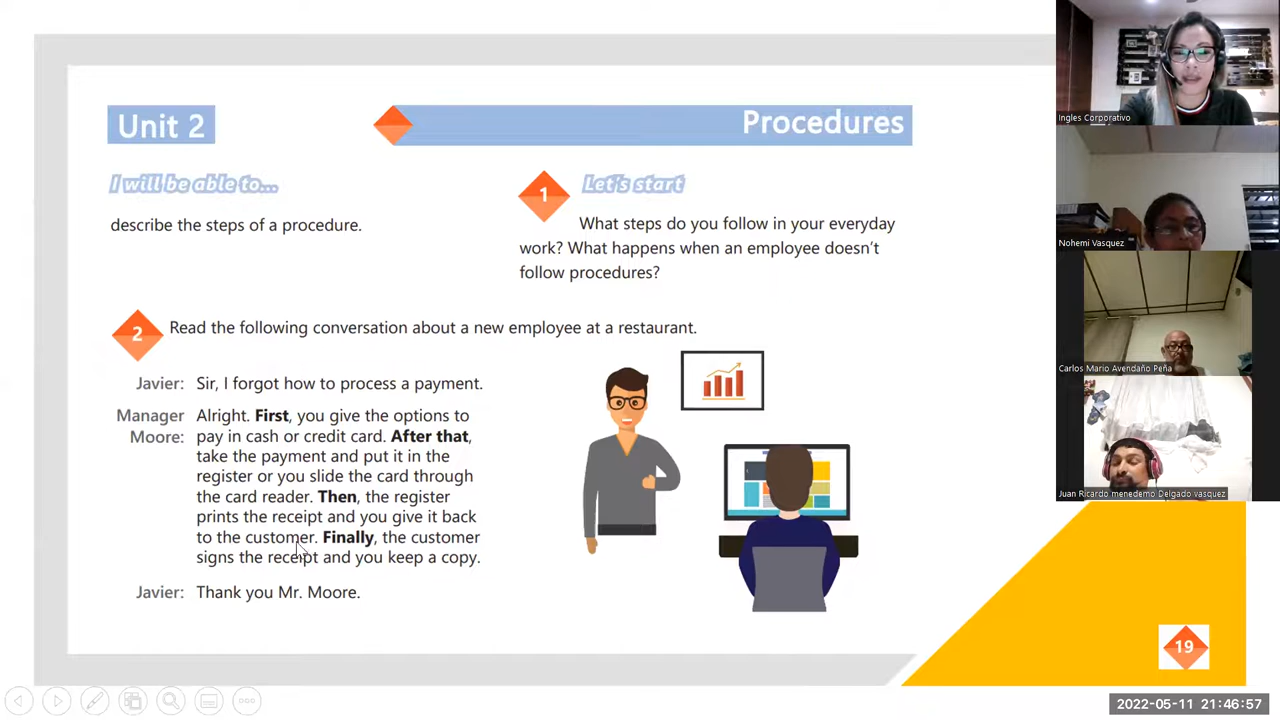 Unit 2
Procedures
I will be able to...
describe the steps of a procedure.
1
Let's start
What steps do you follow in your everyday
work? What happens when an employee doesn't
follow procedures?
2
Read the following conversation about a new employee at a restaurant.
Javier: Sir, I forgot how to process a payment.
Manager Moore: Alright. First, you give the options to
pay in cash or credit card. After that,
take the payment and put it in the
register or you slide the card through
the card reader. Then, the register
prints the receipt and you give it back
to the customer. Finally, the customer
signs the receipt and you keep a copy.
Javier: Thank you Mr. Moore.
19
Ingles Corporativo
Nohemi Vasquez
Carlos Mario Avendaño Peña
Juan Ricardo menedemo Delgado vasquez
2022-05-11 21:46:57